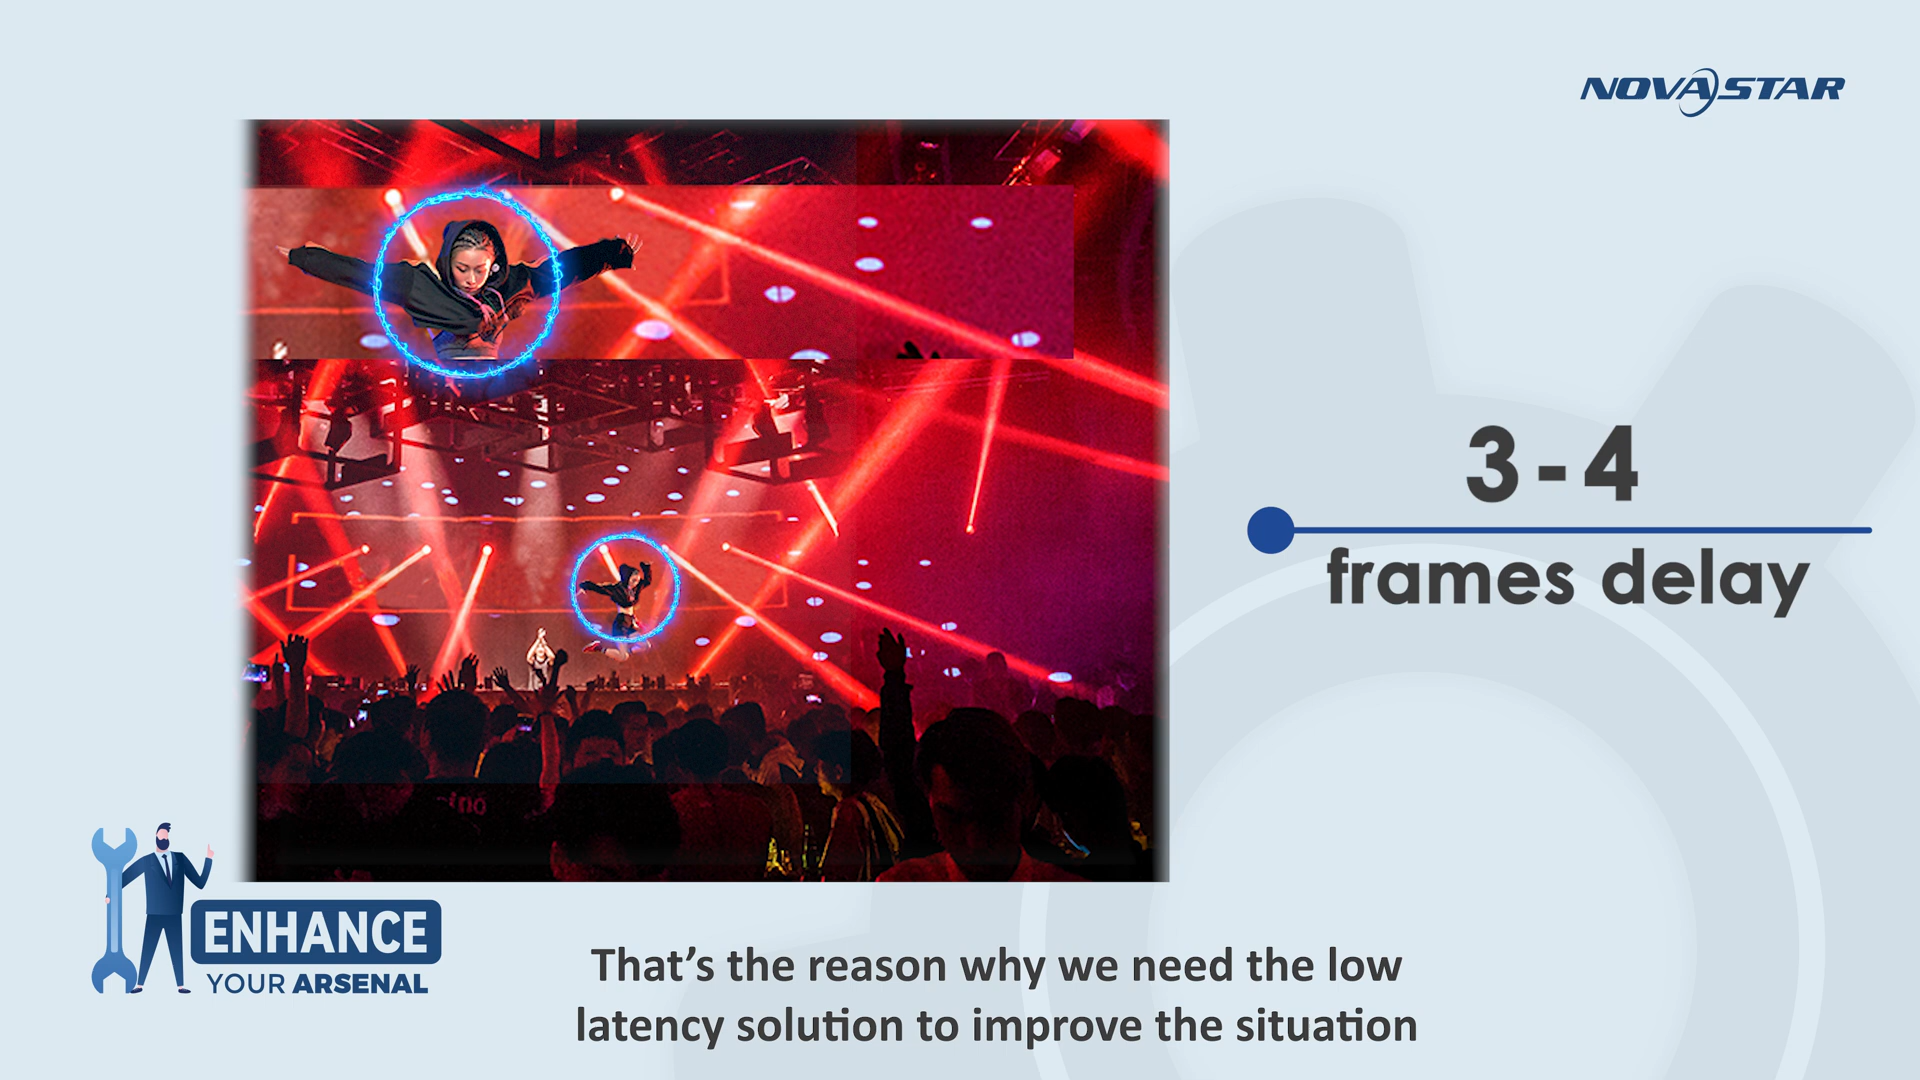 NOVASTAR
3-4
frames delay
ENHANCE
YOUR ARSENAL
That's the reason why we need the low
latency solution to improve the situation